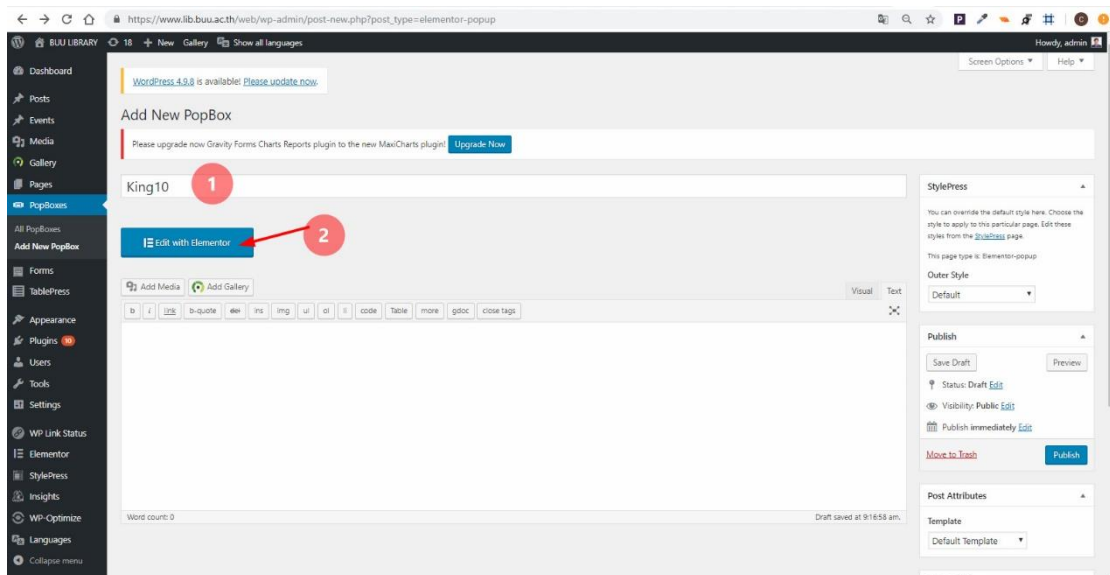 https://www.lib.buu.ac.th/web/wp-admin/post-new.php?post_type=elementor-popup
BUU LIBRARY 18 + New Gallery Show all languages Howdy, admin
Screen Options ▼ Help ▼
Dashboard
Posts
Events
Media
Gallery
Pages
PopBoxes
All PopBoxes
Add New PopBox
Forms
TablePress
Appearance
Plugins 10
Users
Tools
Settings
WP Link Status
Elementor
StylePress
Insights
WP-Optimize
Languages
Collapse menu
WordPress 4.9.8 is available! Please update now.
Add New PopBox
Please upgrade now Gravity Forms Charts Reports plugin to the new MaxiCharts plugin! Upgrade Now
King10
1
Edit with Elementor
2
Add Media Add Gallery
Visual Text
b i link b-quote del ins img ul ol li code Table more gdoc close tags
Word count: 0 Draft saved at 9:16:58 am.
StylePress
You can override the default style here. Choose the
style to apply to this particular page. Edit these
styles from the StylePress page.
This page type is: Elementor-popup
Outer Style
Default
Publish
Save Draft Preview
Status: Draft Edit
Visibility: Public Edit
Publish immediately Edit
Move to Trash Publish
Post Attributes
Template
Default Template